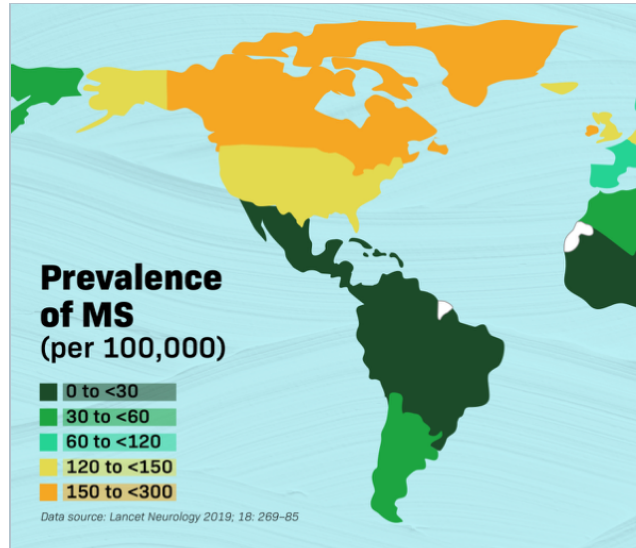 Prevalence
of MS
(per 100,000)
0 to <30
30 to <60
60 to <120
120 to <150
150 to <300
Data source: Lancet Neurology 2019; 18: 269–85